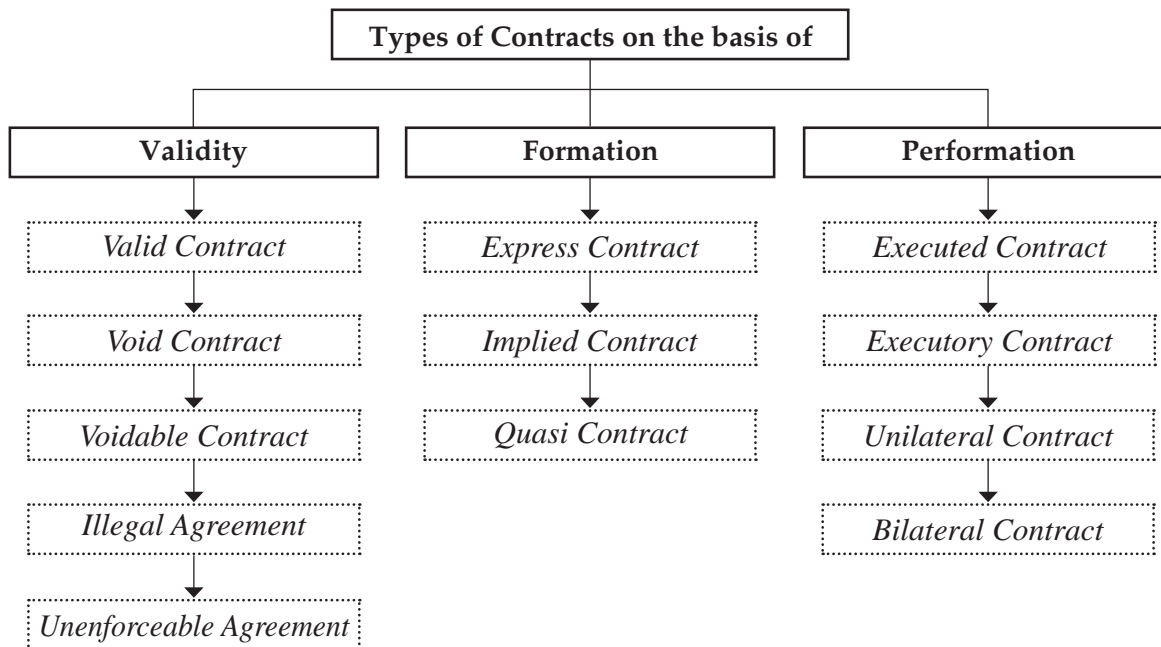 Types of Contracts on the basis of
Validity
Formation
Performation
Valid Contract
Express Contract
Executed Contract
Void Contract
Implied Contract
Executory Contract
Voidable Contract
Quasi Contract
Unilateral Contract
Illegal Agreement
Bilateral Contract
Unenforceable Agreement